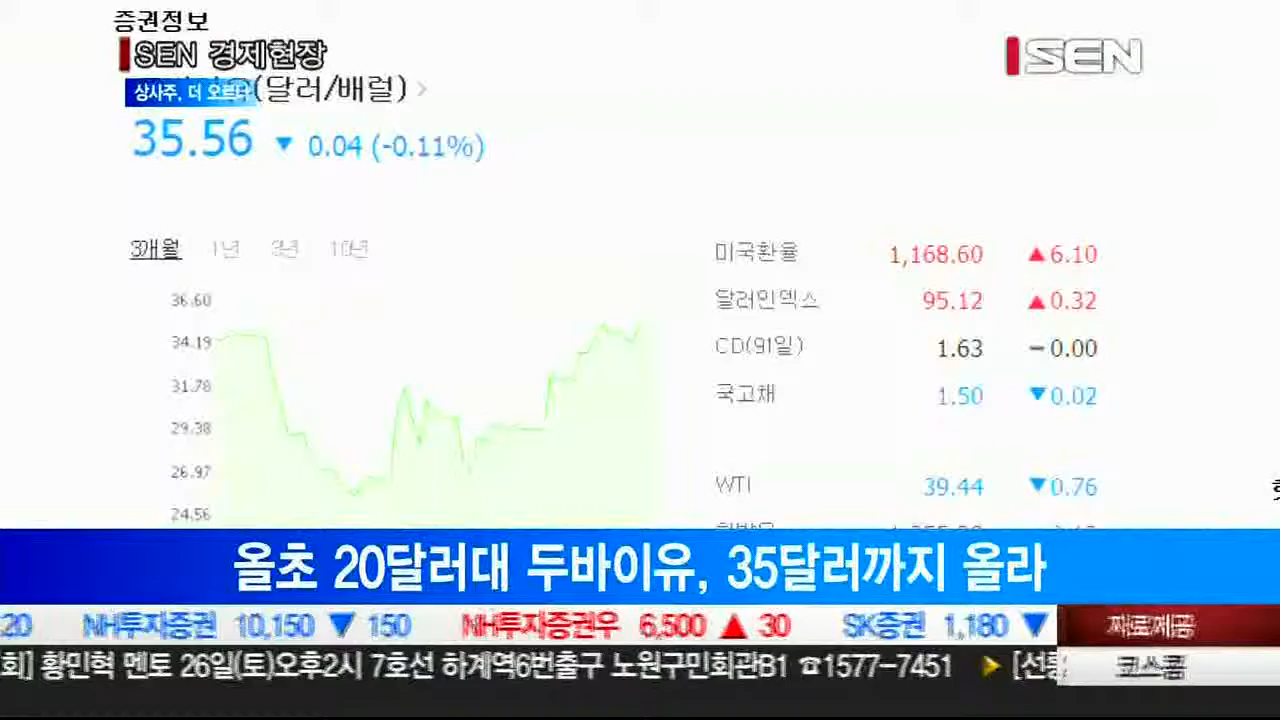 증권정보
SEN 경제현장
SEN
상사주, 더 오른다
(달러/배럴) >
35.56 ▼ 0.04 (-0.11%)
3개월 1년 3년 10년
미국환율 1,168.60 ▲6.10
36.60
달러인덱스 95.12 ▲0.32
34.19
CD(91일) 1.63 -0.00
31.78
국고채 1.50 ▼0.02
29.38
26.97
WTI 39.44 ▼0.76
24.56
올초 20달러대 두바이유, 35달러까지 올라
20 NH투자증권 10,150 ▼ 150 NH투자증권우 6,500 ▲ 30 SK증권 1,180 ▼
자료제공
회] 황민혁 멘토 26일(토)오후2시 7호선 하계역6번출구 노원구민회관B1 ☎1577-7451 ➤ [선
코스콤